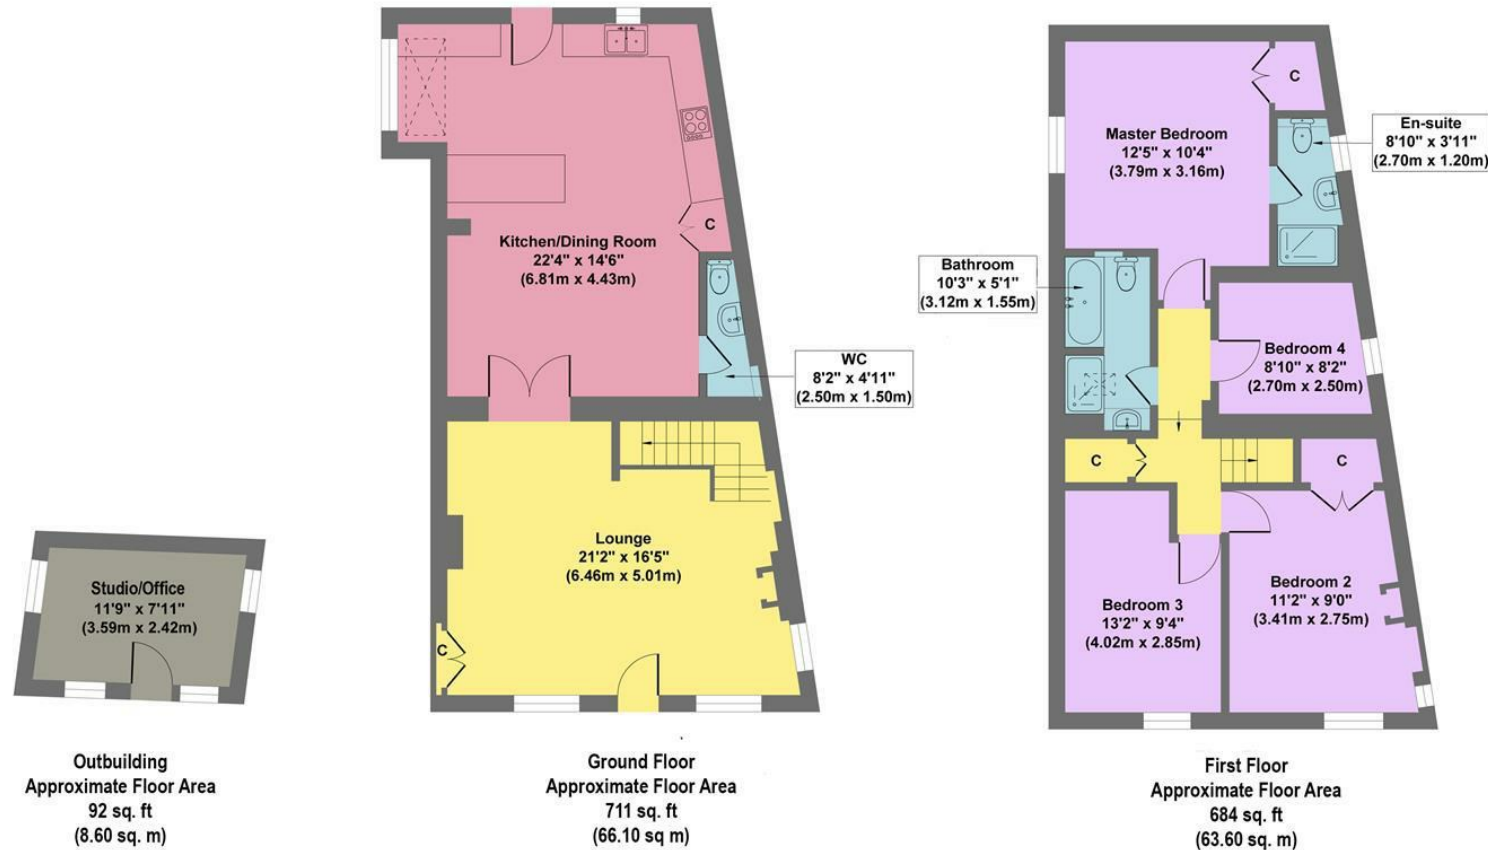 Kitchen/Dining Room
22'4" x 14'6"
(6.81m x 4.43m)
C
WC
8'2" x 4'11"
(2.50m x 1.50m)
Lounge
21'2" x 16'5"
(6.46m x 5.01m)
C
Studio/Office
11'9" x 7'11"
(3.59m x 2.42m)
Master Bedroom
12'5" x 10'4"
(3.79m x 3.16m)
C
En-suite
8'10" x 3'11"
(2.70m x 1.20m)
Bathroom
10'3" x 5'1"
(3.12m x 1.55m)
Bedroom 4
8'10" x 8'2"
(2.70m x 2.50m)
C
C
Bedroom 3
13'2" x 9'4"
(4.02m x 2.85m)
Bedroom 2
11'2" x 9'0"
(3.41m x 2.75m)
Outbuilding
Approximate Floor Area
92 sq. ft
(8.60 sq. m)
Ground Floor
Approximate Floor Area
711 sq. ft
(66.10 sq m)
First Floor
Approximate Floor Area
684 sq. ft
(63.60 sq. m)